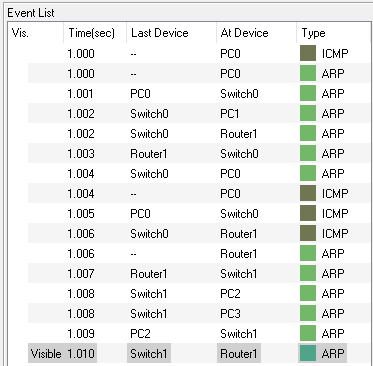 Event List
Vis. Time(sec) Last Device At Device Type
1.000 -- PC0 ICMP
1.000 -- PC0 ARP
1.001 PC0 Switch0 ARP
1.002 Switch0 PC1 ARP
1.002 Switch0 Router1 ARP
1.003 Router1 Switch0 ARP
1.004 Switch0 PC0 ARP
1.004 -- PC0 ICMP
1.005 PC0 Switch0 ICMP
1.006 Switch0 Router1 ICMP
1.006 -- Router1 ARP
1.007 Router1 Switch1 ARP
1.008 Switch1 PC2 ARP
1.008 Switch1 PC3 ARP
1.009 PC2 Switch1 ARP
Visible 1.010 Switch1 Router1 ARP